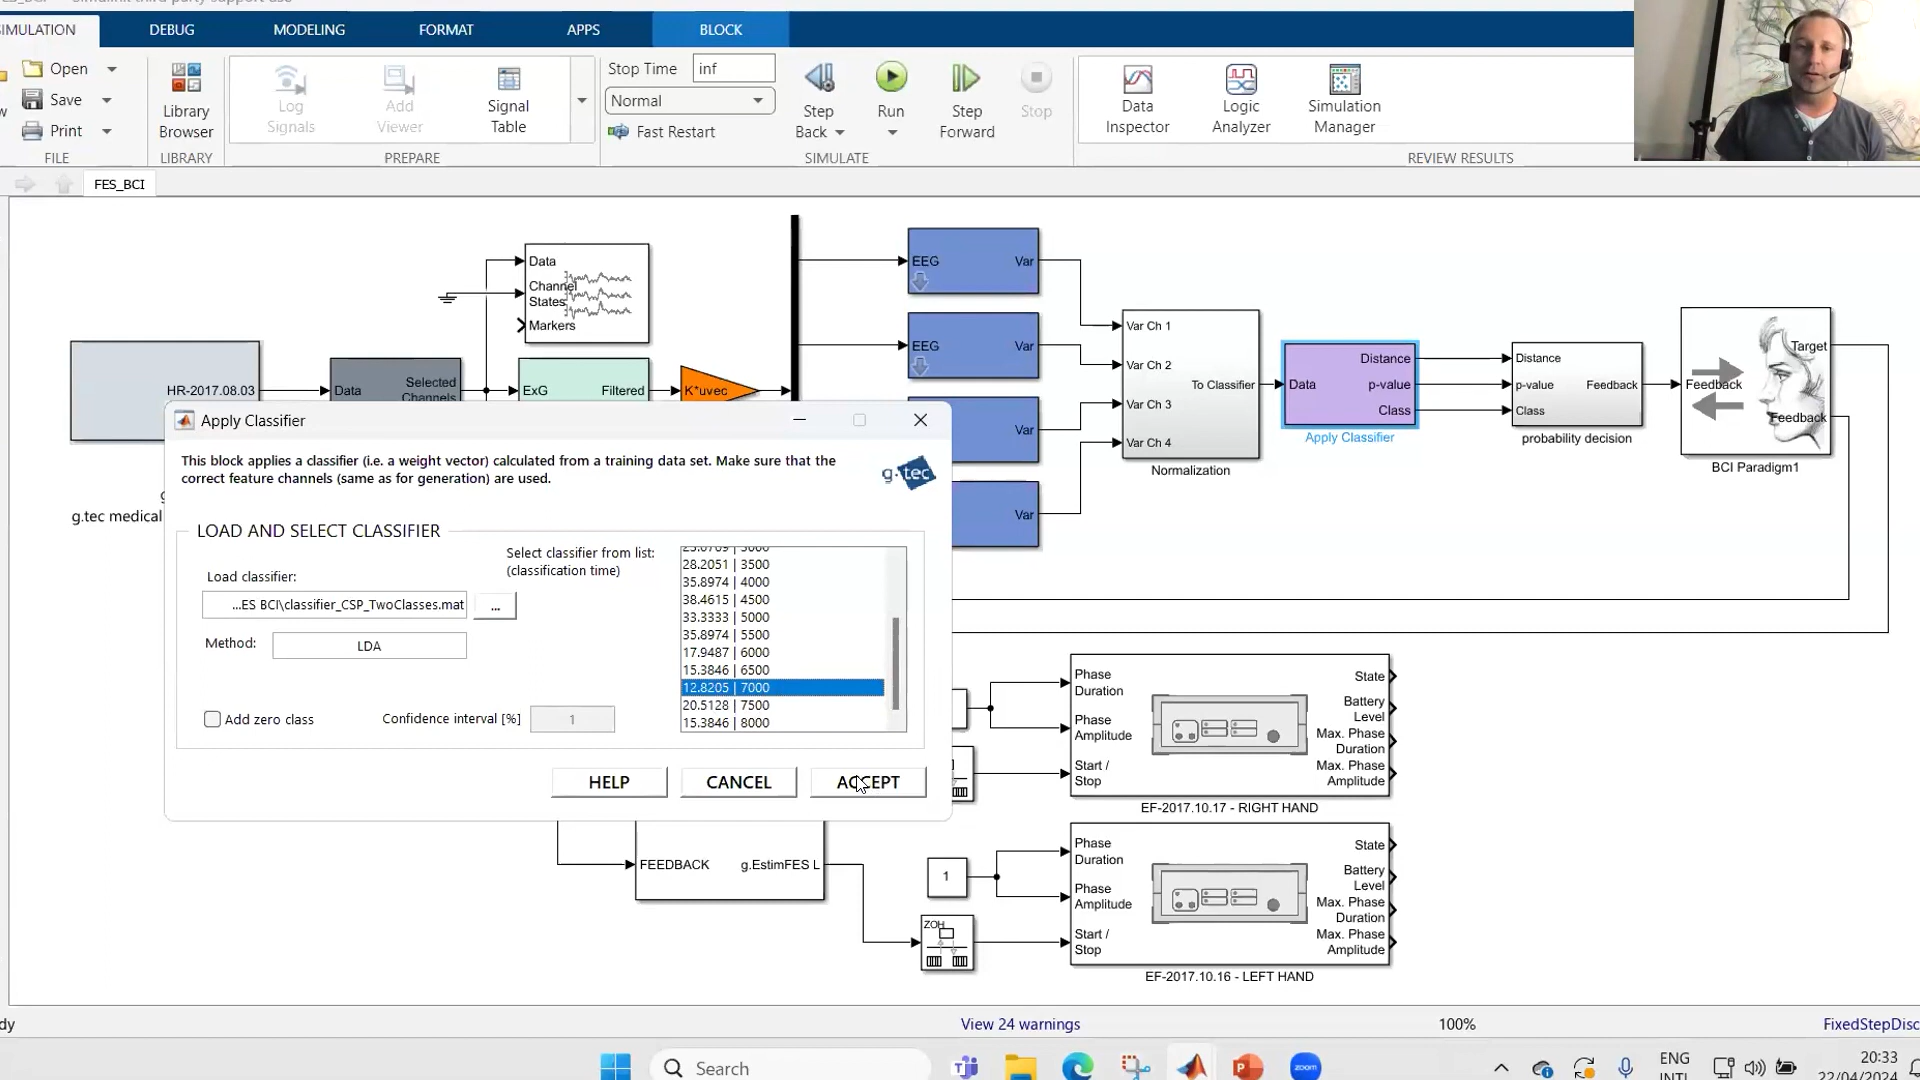 SIMULATION
DEBUG
MODELING
FORMAT
APPS
BLOCK
Open
Save
Print
FILE
Library
Browser
LIBRARY
Log
Signals
Add
Viewer
Signal
Table
PREPARE
Stop Time
inf
Normal
Fast Restart
Step
Back
Run
Step
Forward
Stop
SIMULATE
Data
Inspector
Logic
Analyzer
Simulation
Manager
REVIEW RESULTS
FES_BCI
Data
Channel
States
Markers
HR-2017.08.03
Data
Selected
Channels
ExG
Filtered
K*uvec
EEG
Var
EEG
Var
Var
Var
Var Ch 1
Var Ch 2
Var Ch 3
Var Ch 4
To Classifier
Normalization
Data
Distance
p-value
Class
Apply Classifier
Distance
p-value
Class
Feedback
probability decision
Feedback
Target
Feedback
BCI Paradigm1
g.tec medical
Apply Classifier
This block applies a classifier (i.e. a weight vector) calculated from a training data set. Make sure that the
correct feature channels (same as for generation) are used.
g.tec
LOAD AND SELECT CLASSIFIER
Load classifier:
...ES BCI\classifier_CSP_TwoClasses.mat
...
Method:
LDA
Select classifier from list:
(classification time)
28.2051 | 3500
35.8974 | 4000
38.4615 | 4500
33.3333 | 5000
35.8974 | 5500
17.9487 | 6000
15.3846 | 6500
12.8205 | 7000
20.5128 | 7500
15.3846 | 8000
Add zero class
Confidence interval [%]
1
HELP
CANCEL
ACCEPT
Phase
Duration
Phase
Amplitude
Start /
Stop
State
Battery
Level
Max. Phase
Duration
Max. Phase
Amplitude
EF-2017.10.17 - RIGHT HAND
FEEDBACK
g.EstimFES L
1
ZOH
Phase
Duration
Phase
Amplitude
Start /
Stop
State
Battery
Level
Max. Phase
Duration
Max. Phase
Amplitude
EF-2017.10.16 - LEFT HAND
dy
View 24 warnings
100%
FixedStepDisc
Search
zoom
ENG
INTL
20:33
22/04/2024